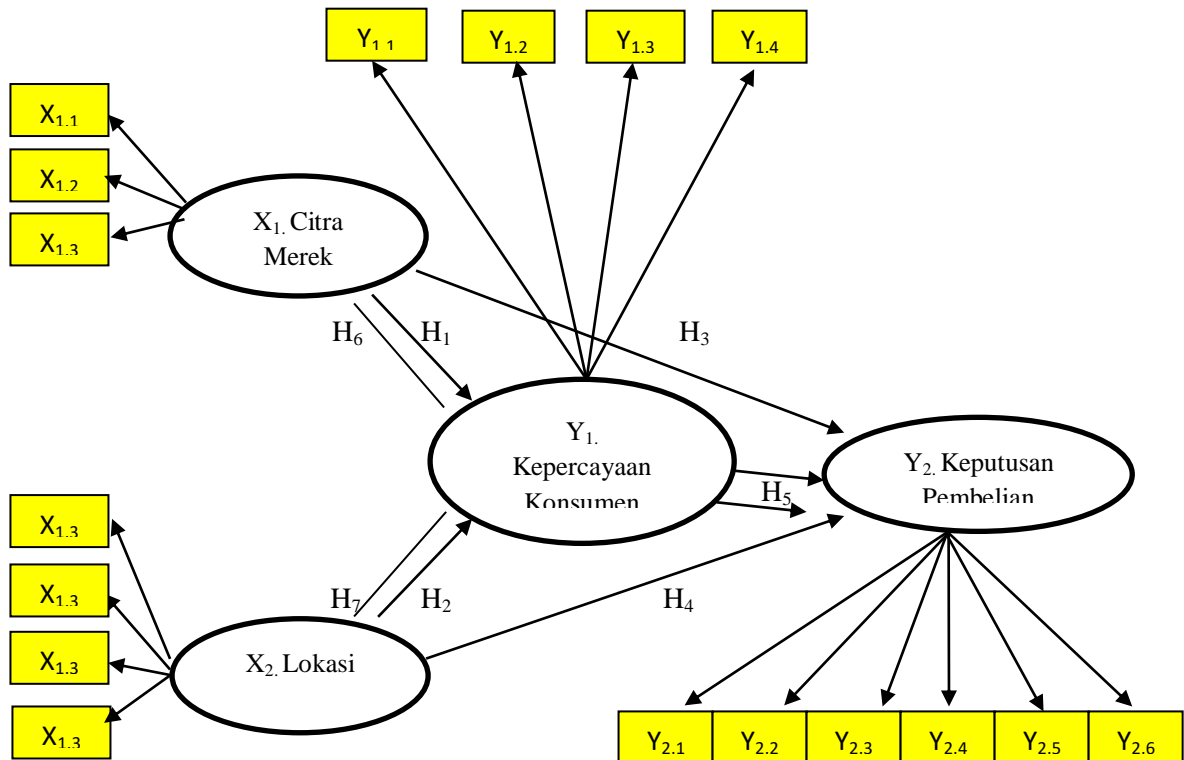 Y1.1
Y1.2
Y1.3
Y1.4
X1.1
X1.2
X1.3
X1. Citra
Merek
H6
H1
H3
Y1.
Kepercayaan
Konsumen
Y2. Keputusan
Pembelian
H5
X1.3
X1.3
X1.3
X1.3
H7
H2
H4
X2. Lokasi
Y2.1
Y2.2
Y2.3
Y2.4
Y2.5
Y2.6